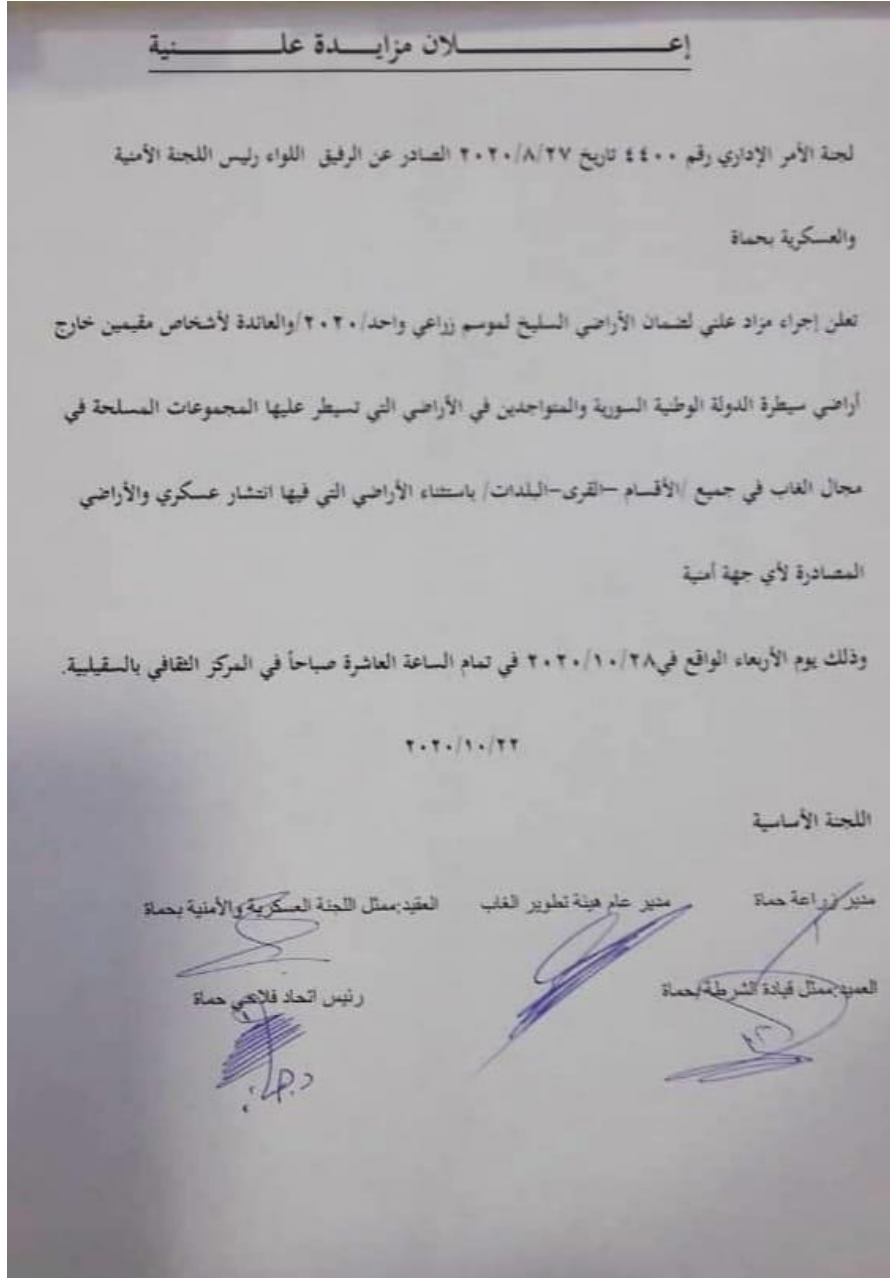 إعـــــــــلان مزايـــدة علـــــــنية
لجنة الأمر الإداري رقم ٤٤٠٠ تاريخ ٢٠٢٠/٨/٢٧ الصادر عن الرفيق اللواء رئيس اللجنة الأمنية
والعسكرية بحماة
تعلن إجراء مزاد علني لضمان الأراضي السليخ لموسم زراعي واحد/٢٠٢٠/والعائدة لأشخاص مقيمين خارج
أراضي سيطرة الدولة الوطنية السورية والمتواجدين في الأراضي التي تسيطر عليها المجموعات المسلحة في
مجال الغاب في جميع /الأقسام –القرى–البلدات/ باستثناء الأراضي التي فيها انتشار عسكري والأراضي
المصادرة لأي جهة أمنية
وذلك يوم الأربعاء الواقع في٢٠٢٠/١٠/٢٨ في تمام الساعة العاشرة صباحاً في المركز الثقافي بالسقيلبية.
٢٠٢٠/١٠/٢٢
اللجنة الأساسية
مدير زراعة حماة مدير عام هيئة تطوير الغاب العقيد:ممثل اللجنة العسكرية والأمنية بحماة
العميد:ممثل قيادة الشرطة بحماة رئيس اتحاد فلاحي حماة